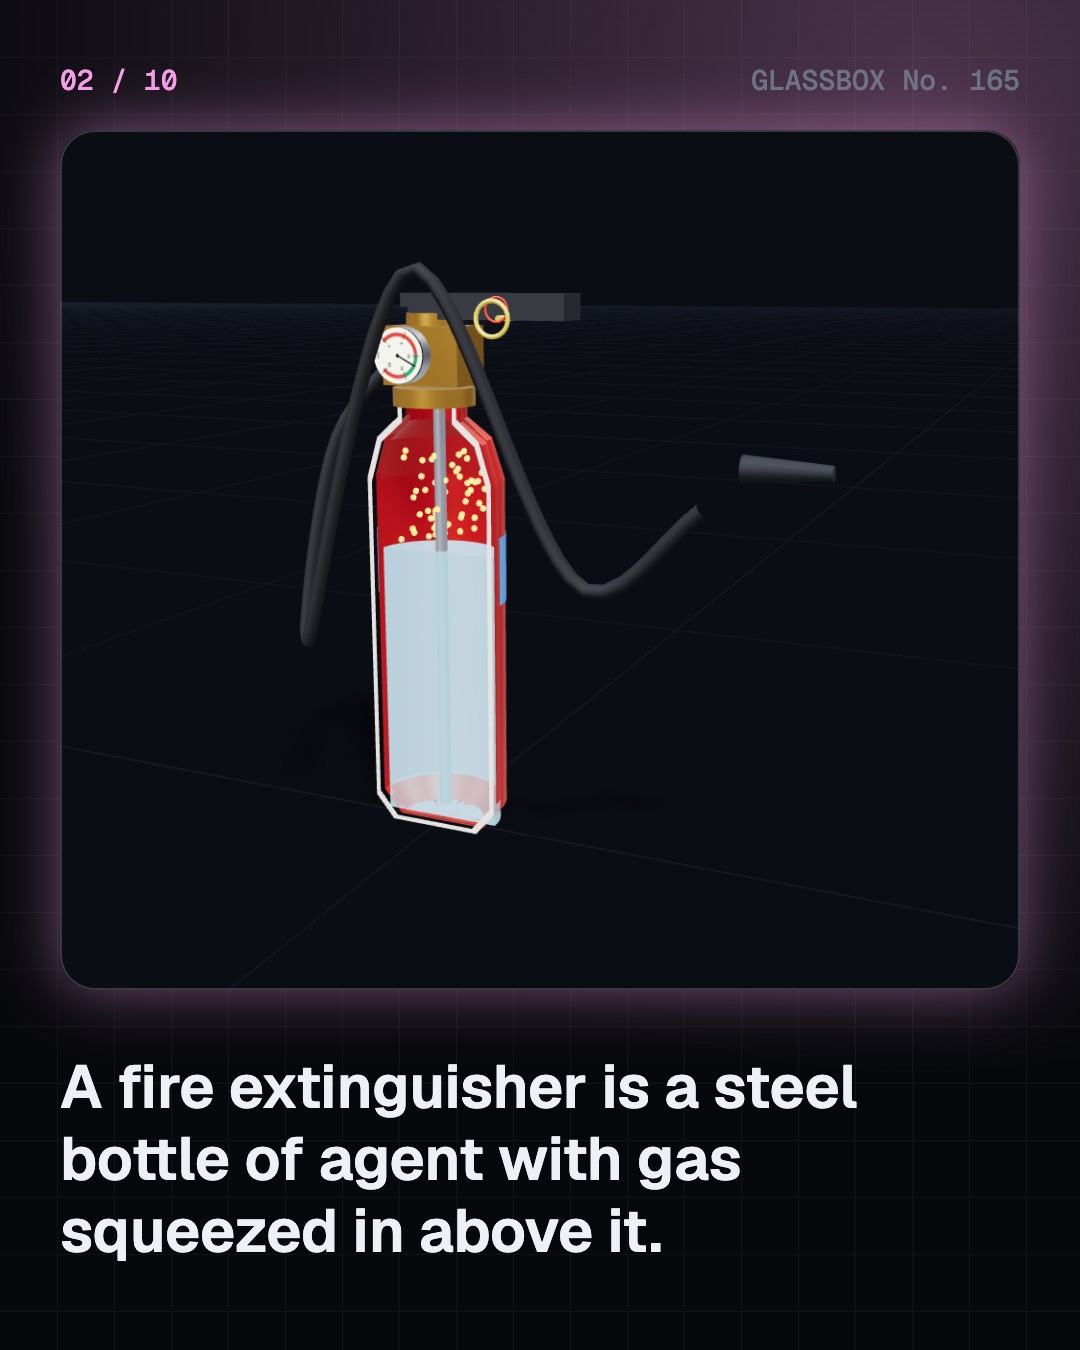 02 / 10
GLASSBOX No. 165
A fire extinguisher is a steel
bottle of agent with gas
squeezed in above it.